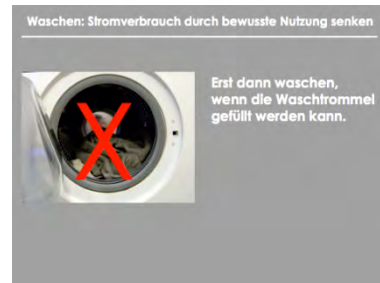 Waschen: Stromverbrauch durch bewusste Nutzung senken
Erst dann waschen,
wenn die Waschtrommel
gefüllt werden kann.